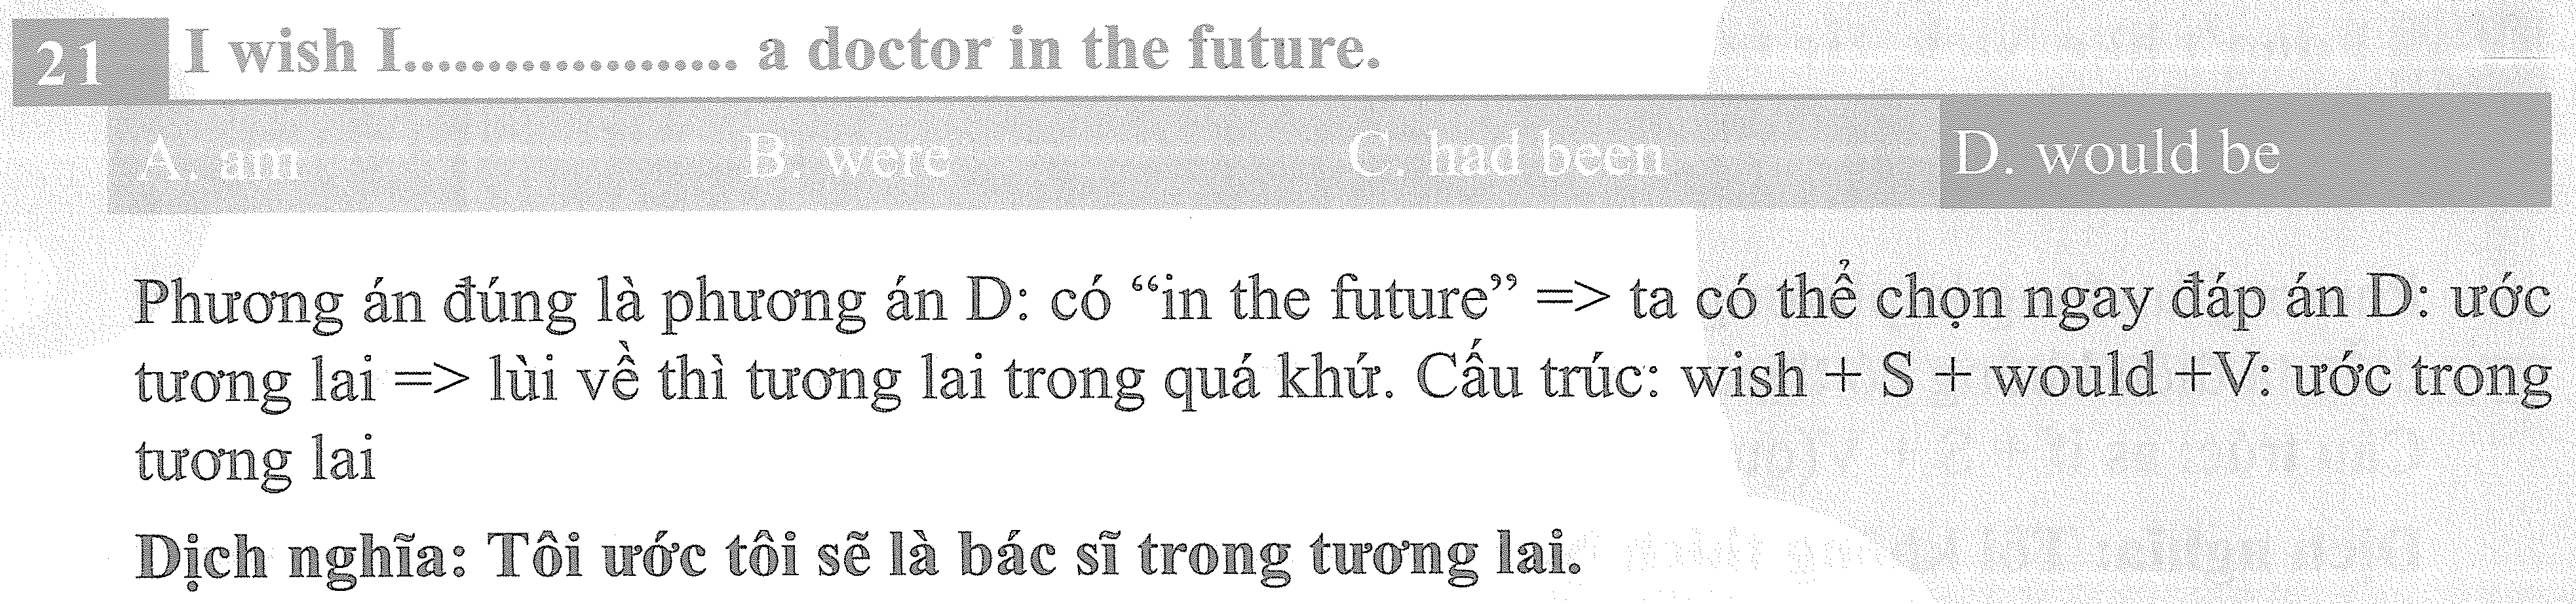 21 I wish I................... a doctor in the future.
A. am B. were C. had been D. would be
Phương án đúng là phương án D: có “in the future” => ta có thể chọn ngay đáp án D: ước
tương lai => lùi về thì tương lai trong quá khứ. Cấu trúc: wish + S + would +V: ước trong
tương lai
Dịch nghĩa: Tôi ước tôi sẽ là bác sĩ trong tương lai.